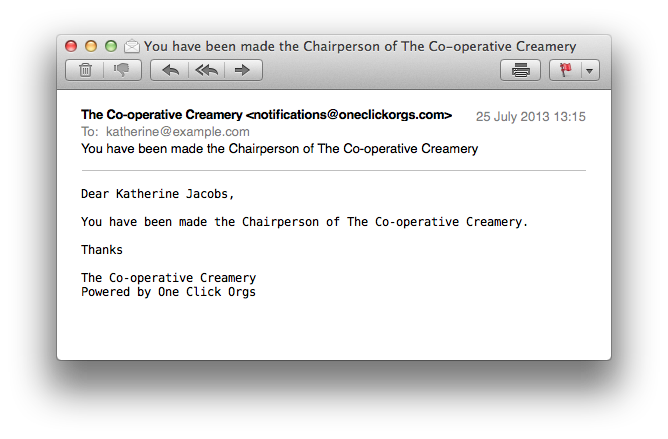 You have been made the Chairperson of The Co-operative Creamery
The Co-operative Creamery <notifications@oneclickorgs.com> 25 July 2013 13:15
To: katherine@example.com
You have been made the Chairperson of The Co-operative Creamery
Dear Katherine Jacobs,
You have been made the Chairperson of The Co-operative Creamery.
Thanks
The Co-operative Creamery
Powered by One Click Orgs